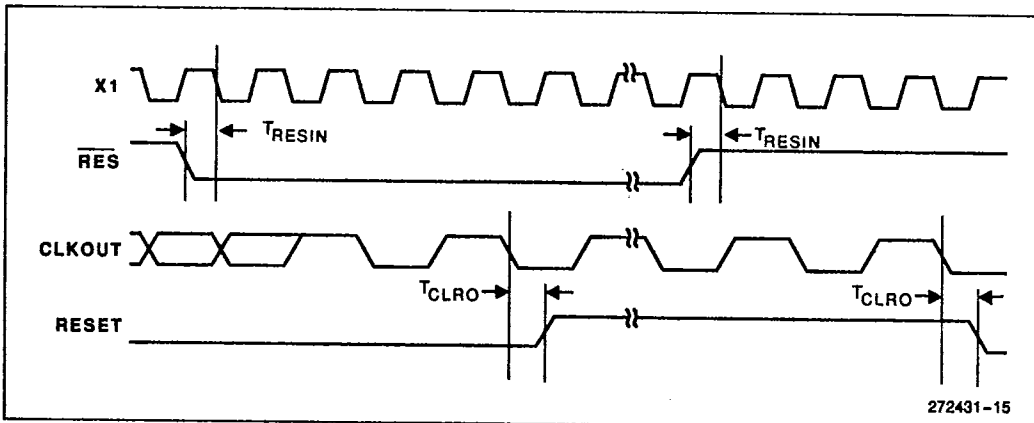 X1
TRESIN TRESIN
RES
CLKOUT
TCLRO TCLRO
RESET
272431-15